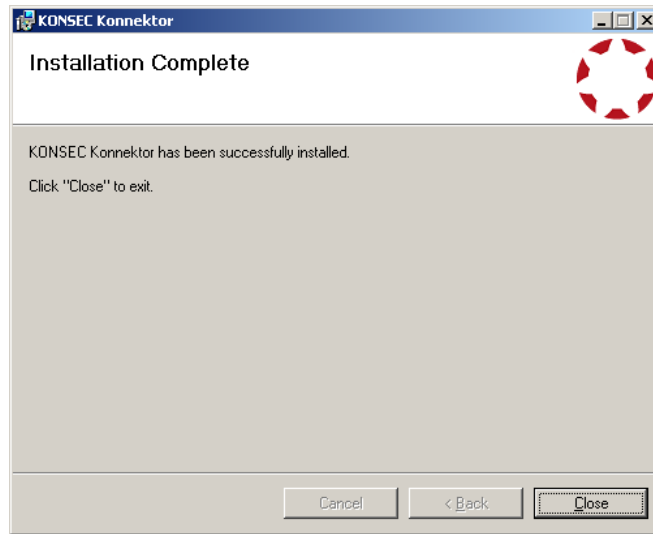 KONSEC Konnektor
Installation Complete
KONSEC Konnektor has been successfully installed.
Click "Close" to exit.
Cancel
< Back
Close